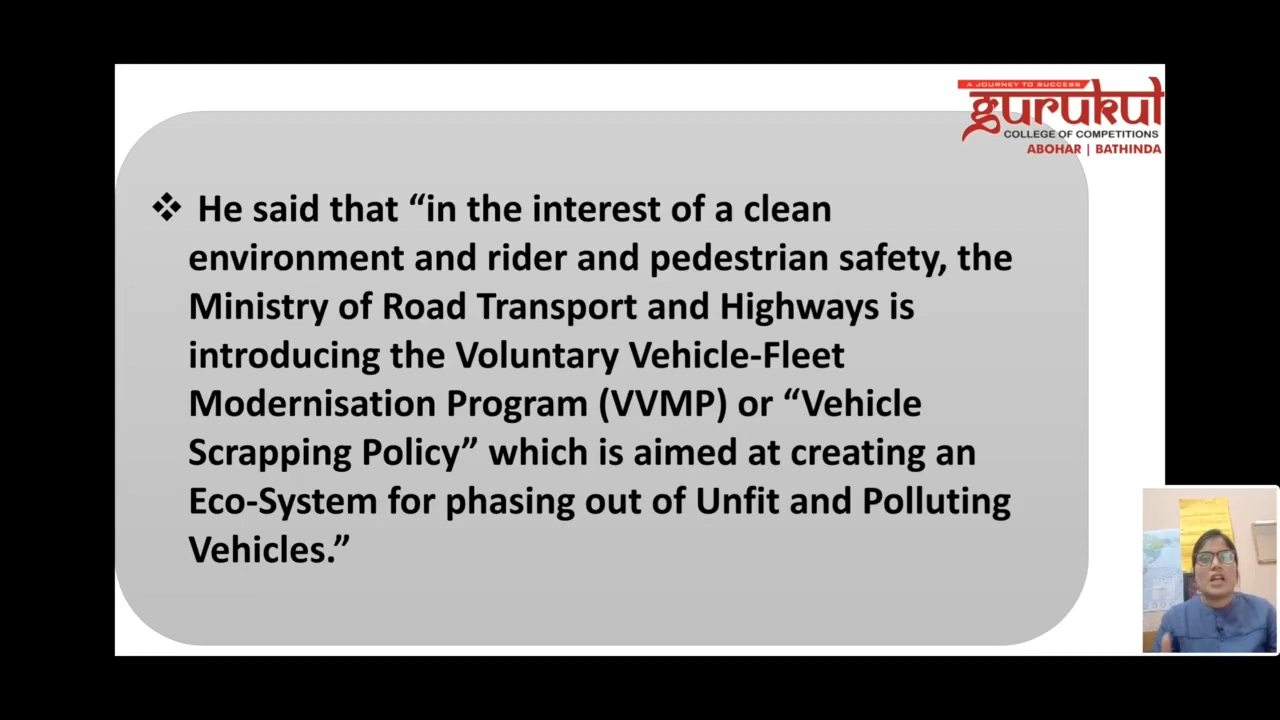 A JOURNEY TO SUCCESS
gurukul
COLLEGE OF COMPETITIONS
ABOHAR | BATHINDA
❖ He said that “in the interest of a clean
environment and rider and pedestrian safety, the
Ministry of Road Transport and Highways is
introducing the Voluntary Vehicle-Fleet
Modernisation Program (VVMP) or “Vehicle
Scrapping Policy” which is aimed at creating an
Eco-System for phasing out of Unfit and Polluting
Vehicles.”